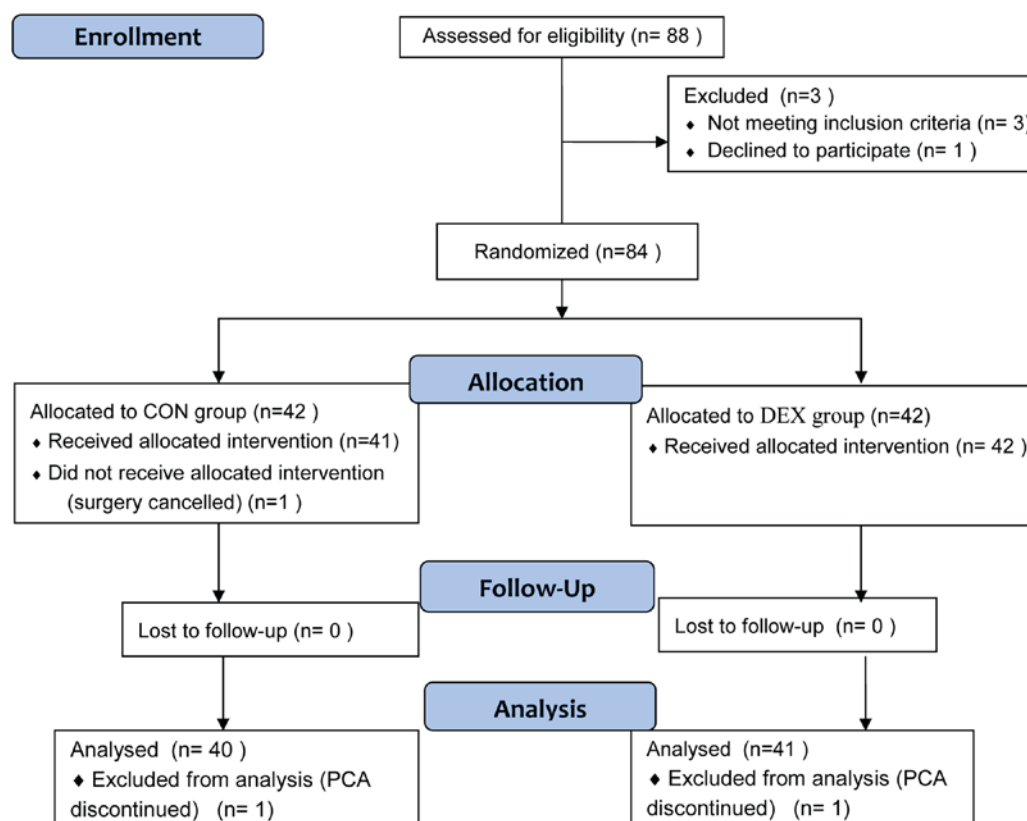 Enrollment
Assessed for eligibility (n= 88 )
Excluded (n=3 )
♦ Not meeting inclusion criteria (n= 3)
♦ Declined to participate (n= 1 )
Randomized (n=84 )
Allocation
Allocated to CON group (n=42 )
♦ Received allocated intervention (n=41)
♦ Did not receive allocated intervention
(surgery cancelled) (n=1 )
Allocated to DEX group (n=42)
♦ Received allocated intervention (n= 42 )
Follow-Up
Lost to follow-up (n= 0 )
Lost to follow-up (n= 0 )
Analysis
Analysed (n= 40 )
♦ Excluded from analysis (PCA
discontinued) (n= 1)
Analysed (n=41 )
♦ Excluded from analysis (PCA
discontinued) (n= 1)